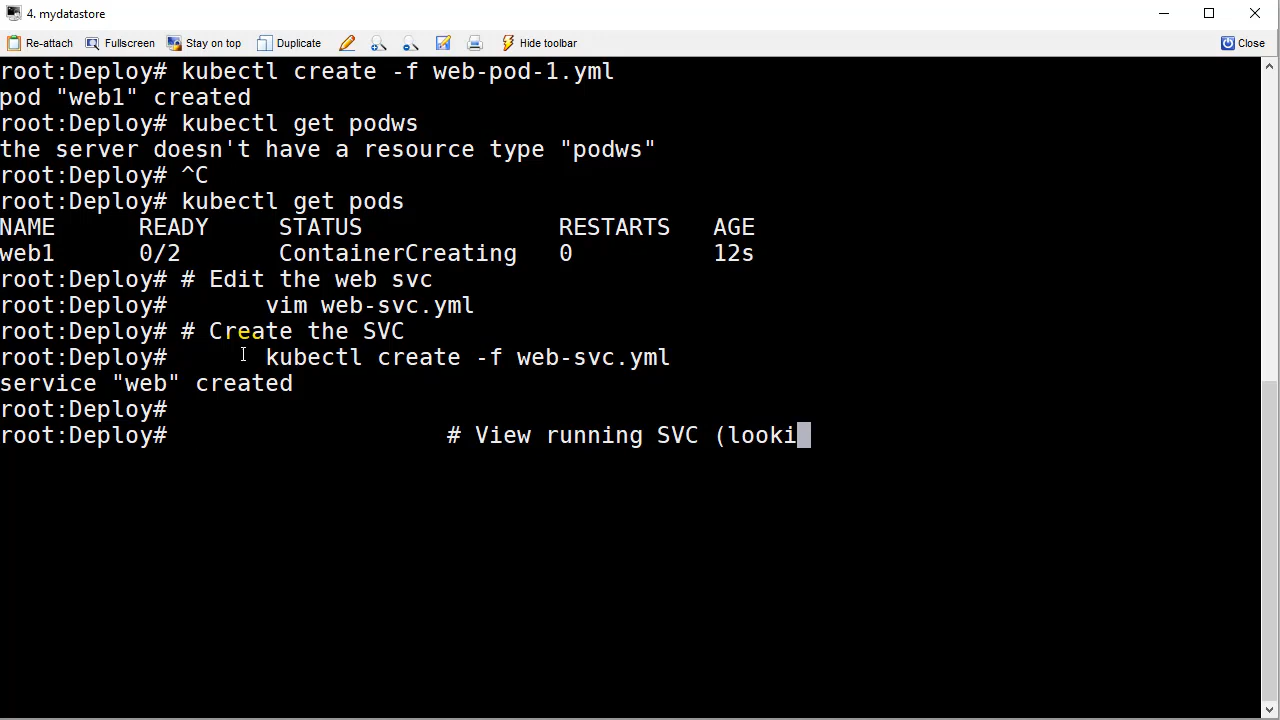 4. mydatastore
Re-attach Fullscreen Stay on top Duplicate Hide toolbar Close
root:Deploy# kubectl create -f web-pod-1.yml
pod "web1" created
root:Deploy# kubectl get podws
the server doesn't have a resource type "podws"
root:Deploy# ^C
root:Deploy# kubectl get pods
NAME      READY     STATUS              RESTARTS   AGE
web1      0/2       ContainerCreating   0          12s
root:Deploy# # Edit the web svc
root:Deploy#       vim web-svc.yml
root:Deploy# # Create the SVC
root:Deploy#       kubectl create -f web-svc.yml
service "web" created
root:Deploy#
root:Deploy#                    # View running SVC (looki